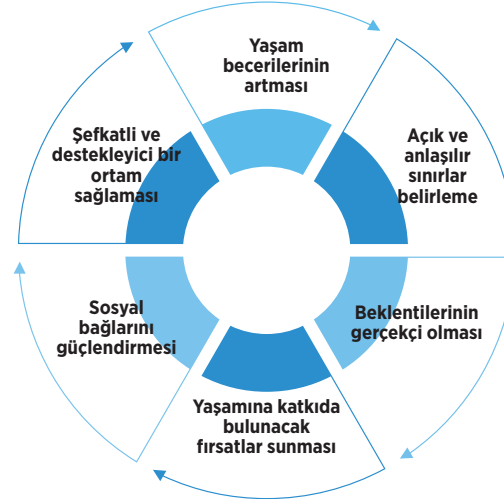 Yaşam
becerilerinin
artması
Açık ve
anlaşılır
sınırlar
belirleme
Beklentilerinin
gerçekçi olması
Yaşamına katkıda
bulunacak
fırsatlar sunması
Sosyal
bağlarını
güçlendirmesi
Şefkatli ve
destekleyici bir
ortam
sağlaması